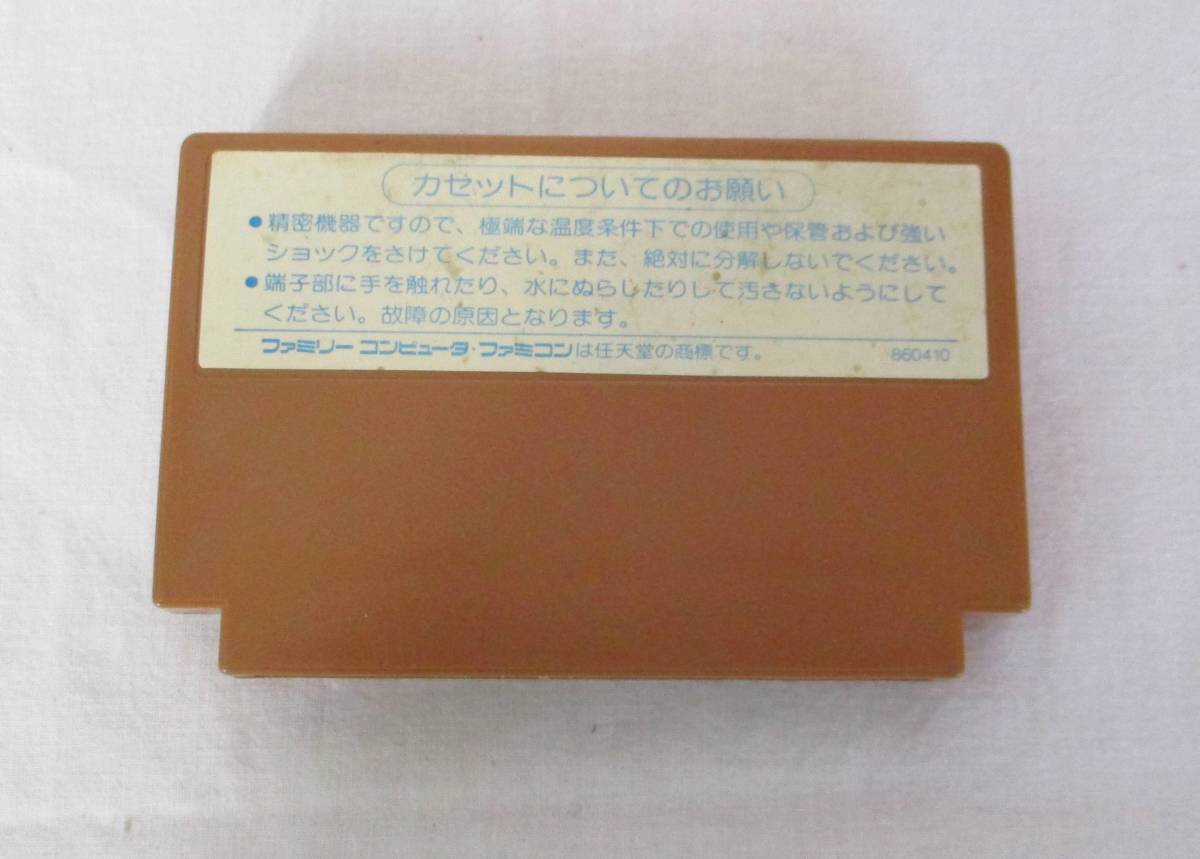 カセットについてのお願い
●精密機器ですので、極端な温度条件下での使用や保管および強い
ショックをさけてください。また、絶対に分解しないでください。
●端子部に手を触れたり、水にぬらしたりして汚さないようにして
ください。故障の原因となります。
ファミリーコンピュータ・ファミコンは任天堂の商標です。 860410